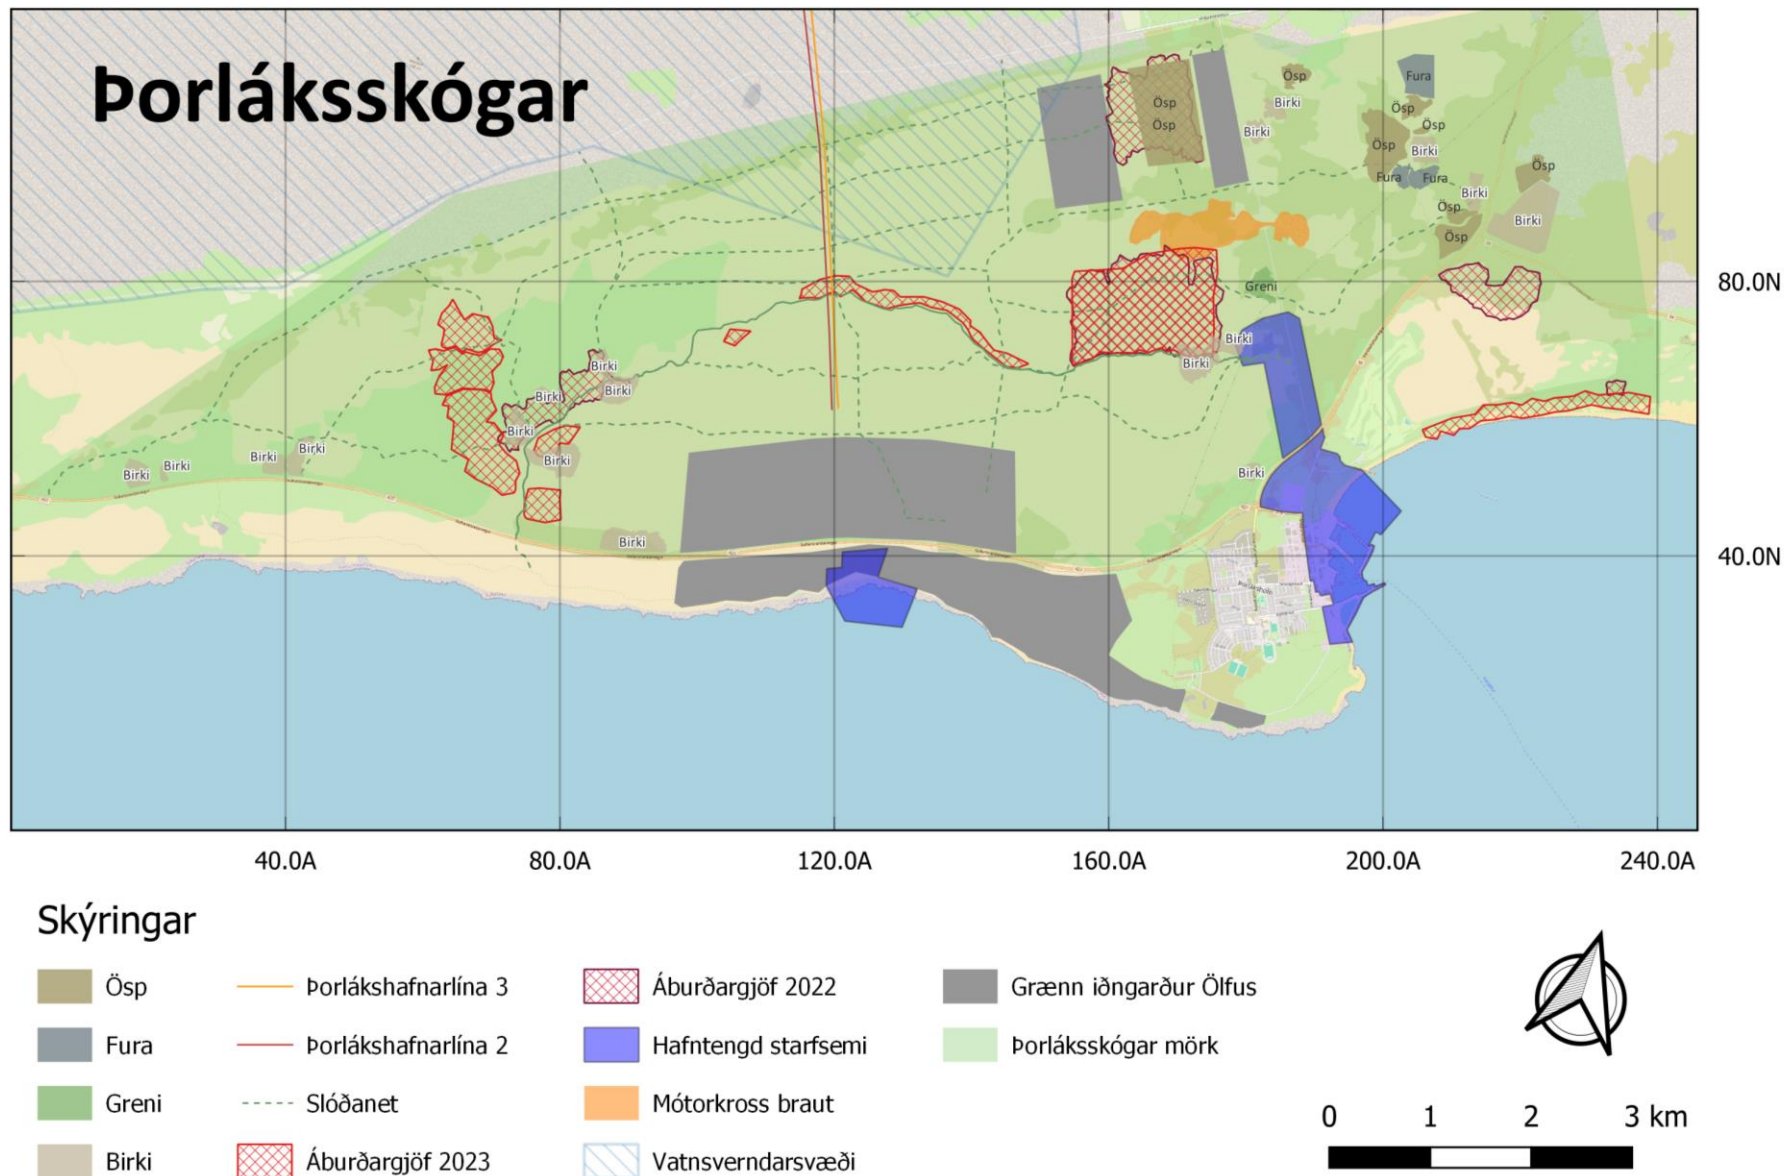 Þorláksskógar
Ösp
Fura
Ösp
Ösp
Birki
Ösp
Birki
Ösp
Ösp
Birki
Ösp
Fura
Fura
Birki
Ösp
Birki
Ösp
Greni
80.0N
Birki
Birki
Birki
Birki
Birki
Birki
Birki
Birki
Birki
Birki
Birki
Birki
Birki
40.0N
40.0A
80.0A
120.0A
160.0A
200.0A
240.0A
Skýringar
Ösp
Fura
Greni
Birki
Þorlákshafnarlína 3
Þorlákshafnarlína 2
Slóðanet
Áburðargjöf 2023
Áburðargjöf 2022
Hafntengd starfsemi
Mótorkross braut
Vatnsverndarsvæði
Grænn iðngarður Ölfus
Þorláksskógar mörk
0 1 2 3 km